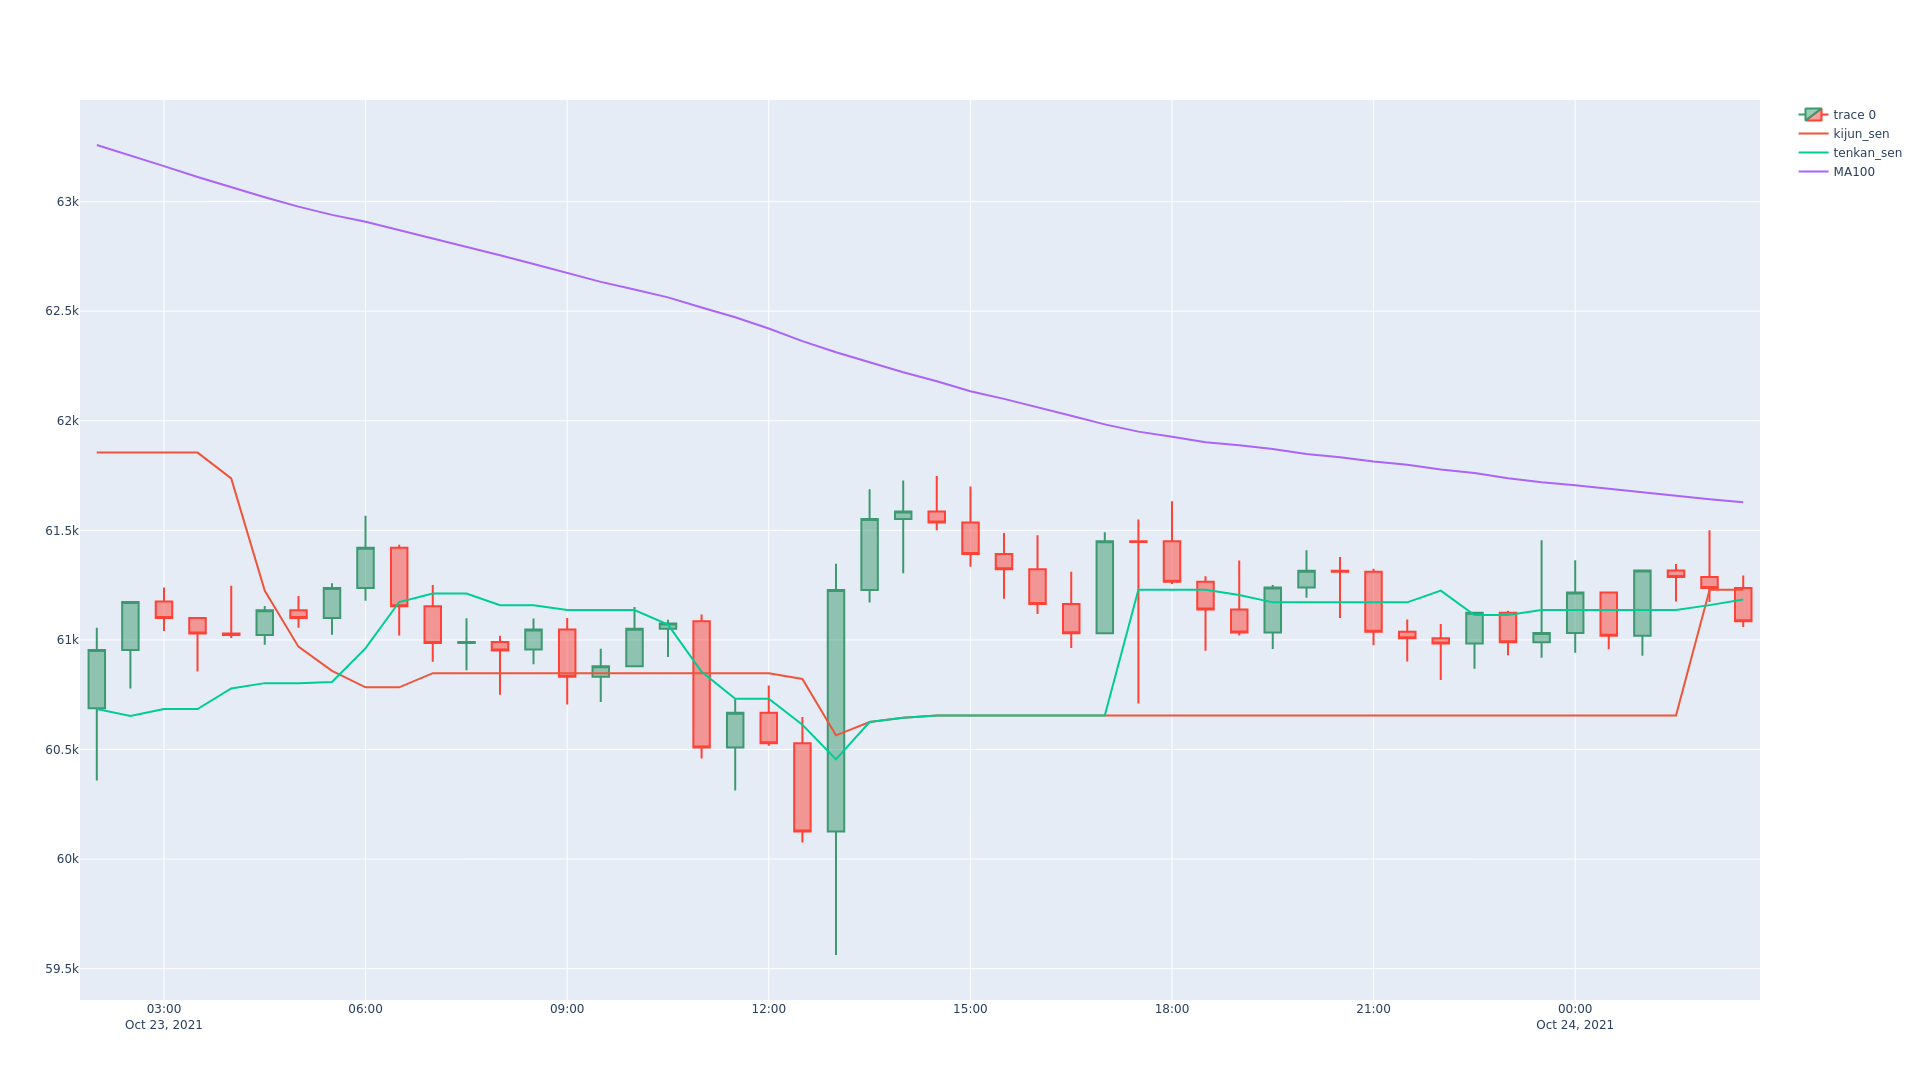 trace 0
kijun_sen
tenkan_sen
MA100
63k
62.5k
62k
61.5k
61k
60.5k
60k
59.5k
03:00 06:00 09:00 12:00 15:00 18:00 21:00 00:00
Oct 23, 2021 Oct 24, 2021